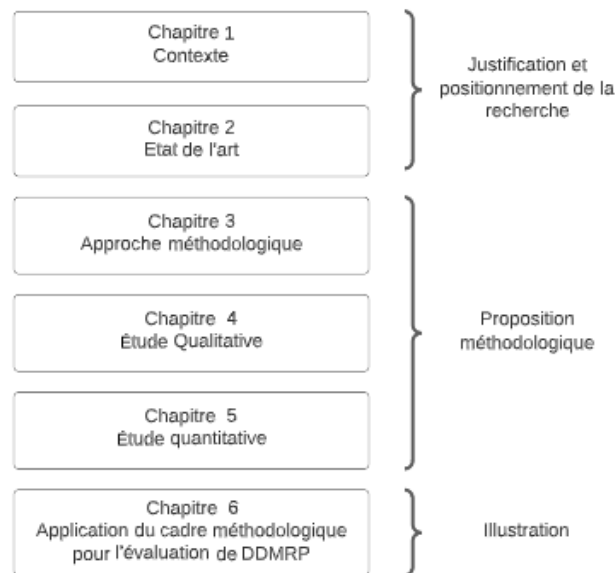 Chapitre 1
Contexte
Chapitre 2
Etat de l'art
Justification et
positionnement de la
recherche
Chapitre 3
Approche méthodologique
Chapitre 4
Étude Qualitative
Chapitre 5
Étude quantitative
Proposition
méthodologique
Chapitre 6
Application du cadre méthodologique
pour l'évaluation de DDMRP
Illustration